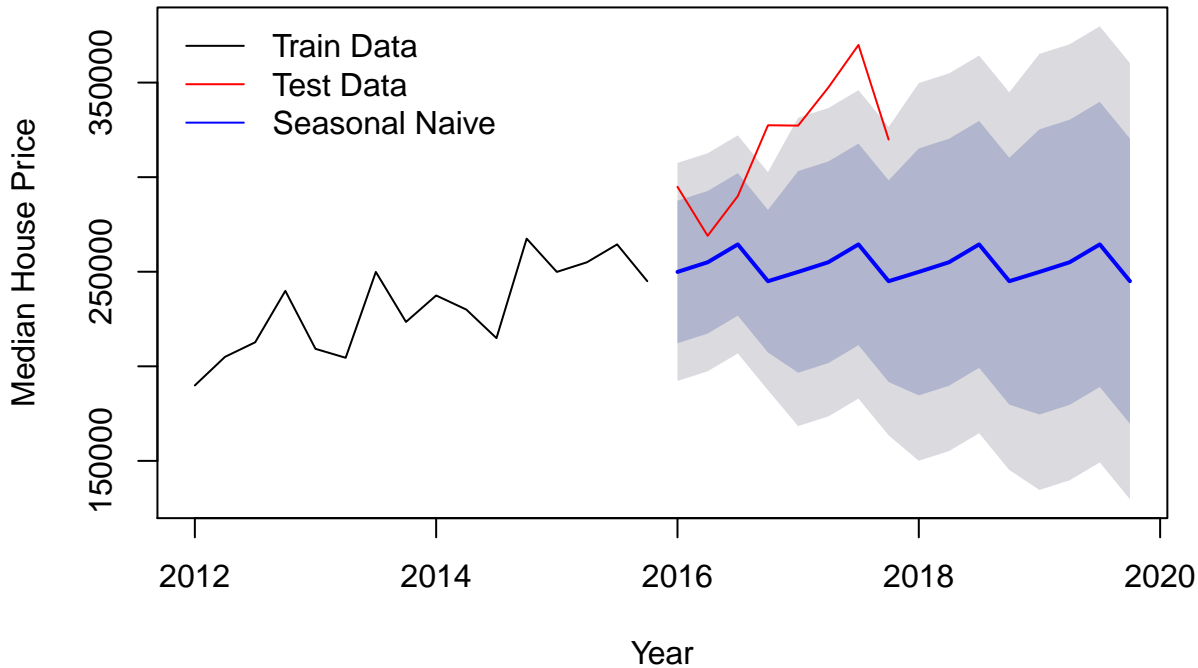 Train Data
Test Data
Seasonal Naive
Median House Price
350000
250000
150000
2012 2014 2016 2018 2020
Year